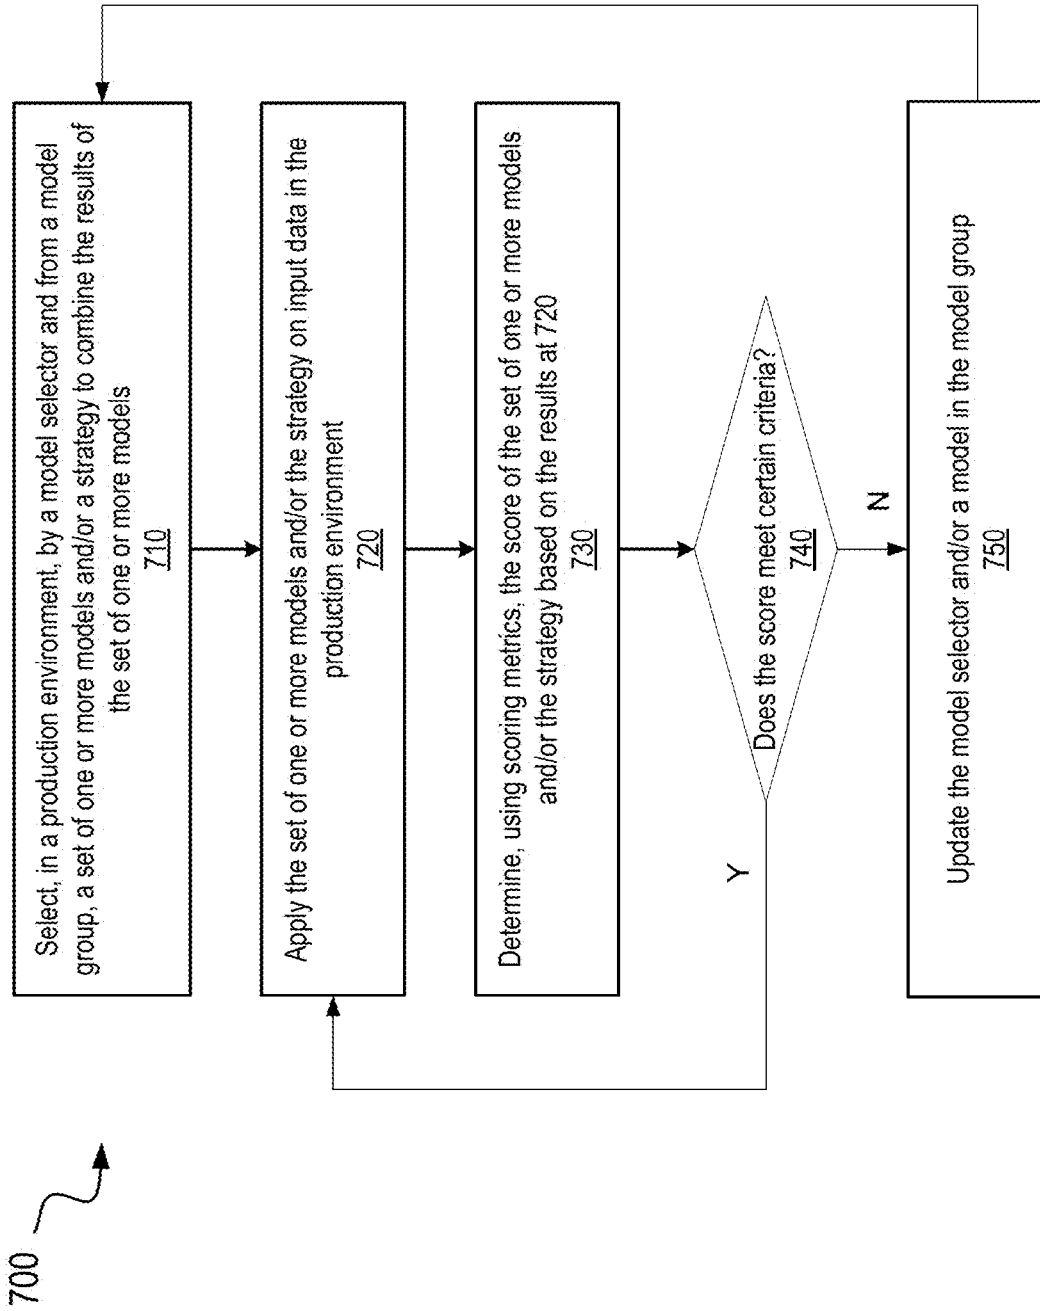 700
Select, in a production environment, by a model selector and from a model
group, a set of one or more models and/or a strategy to combine the results of
the set of one or more models
710
Apply the set of one or more models and/or the strategy on input data in the
production environment
720
Determine, using scoring metrics, the score of the set of one or more models
and/or the strategy based on the results at 720
730
Does the score meet certain criteria?
740
Y
N
Update the model selector and/or a model in the model group
750